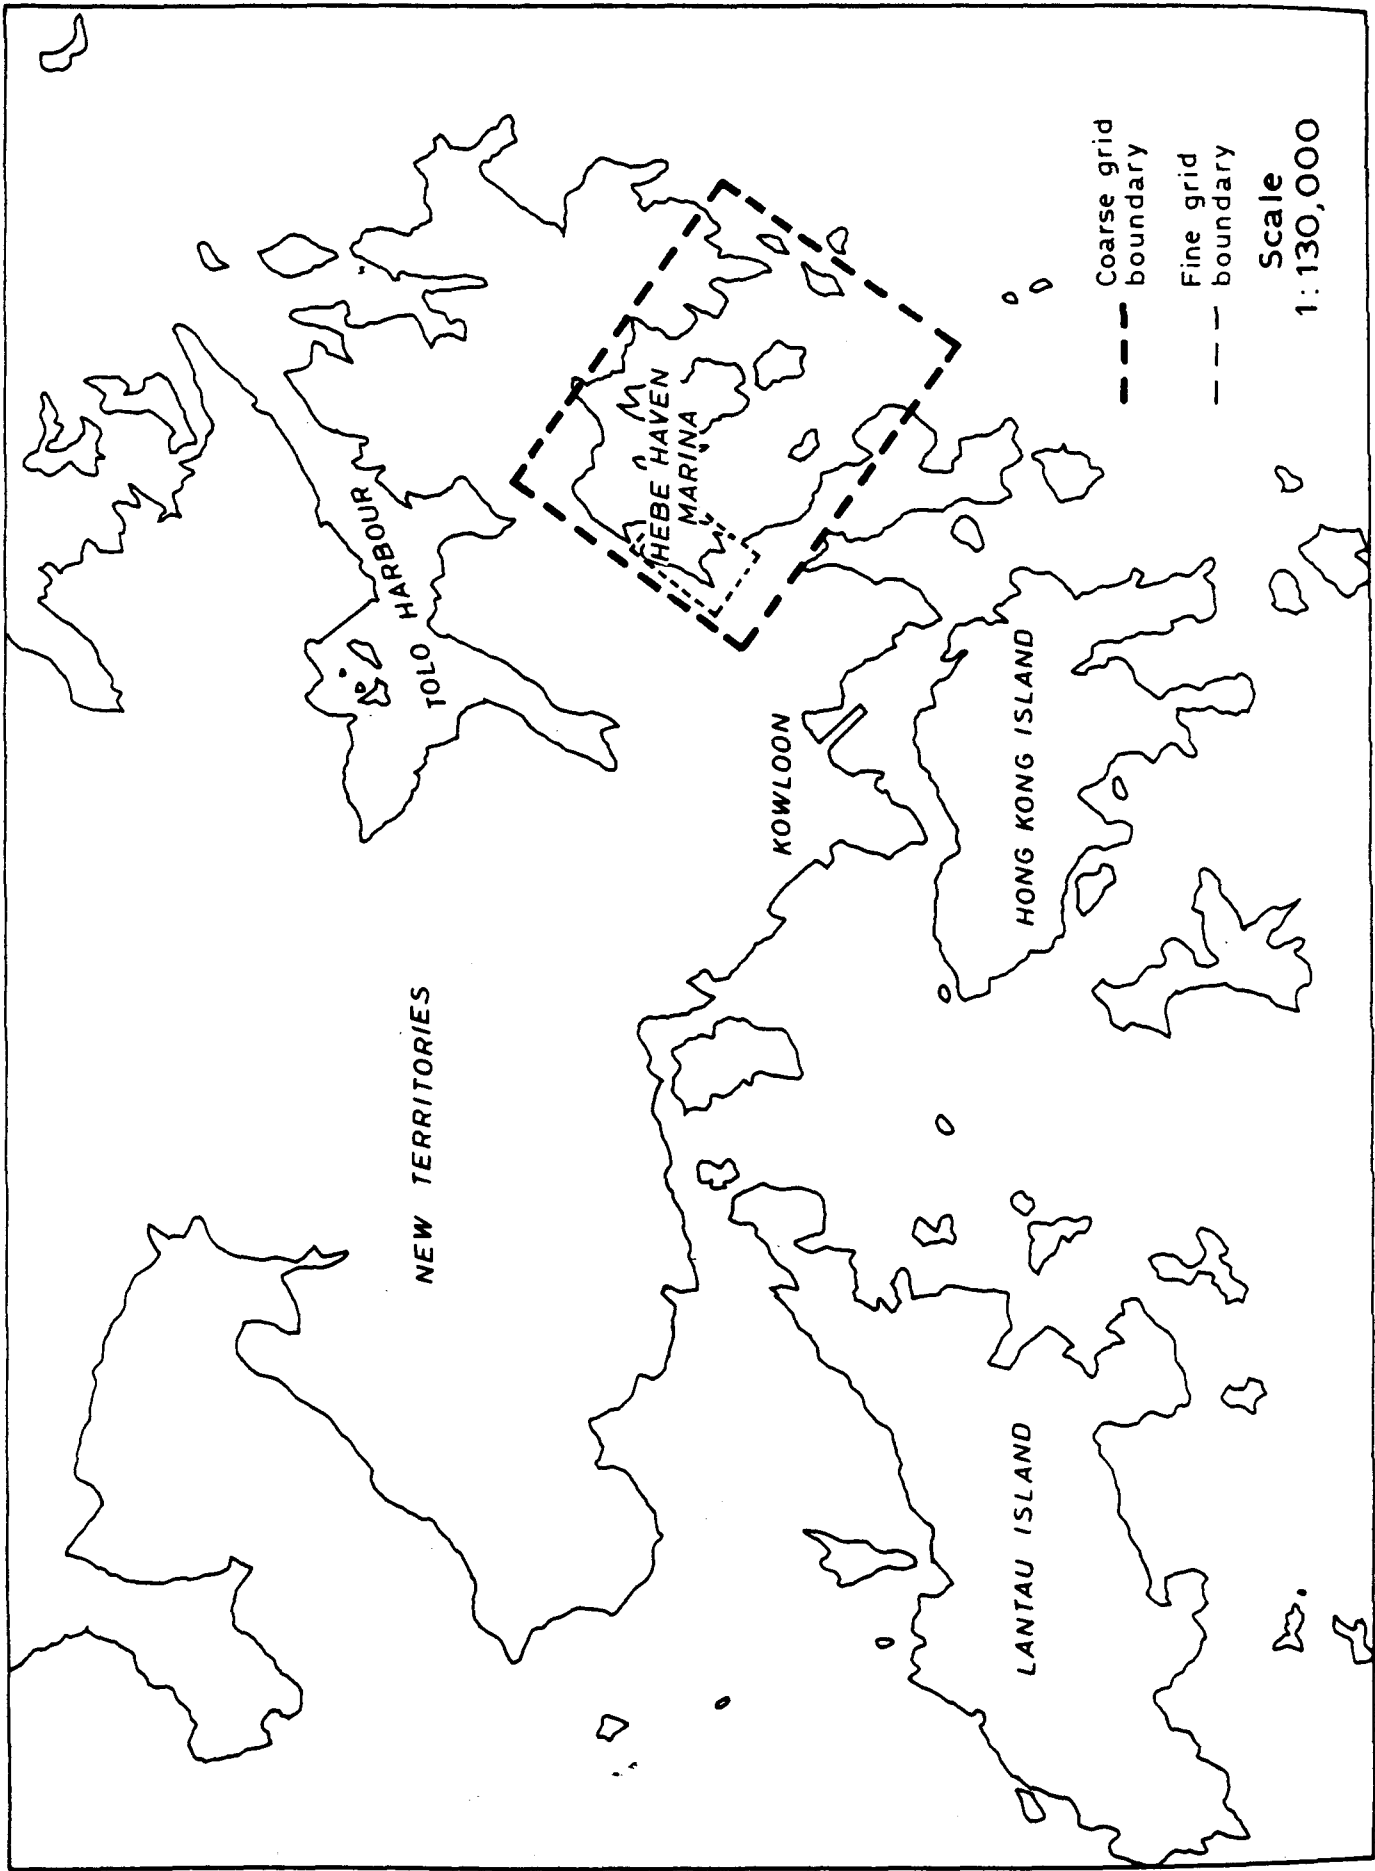 TOLO HARBOUR
HEBE HAVEN
MARINA
NEW TERRITORIES
KOWLOON
HONG KONG ISLAND
LANTAU ISLAND
Coarse grid
boundary
Fine grid
boundary
Scale
1:130,000